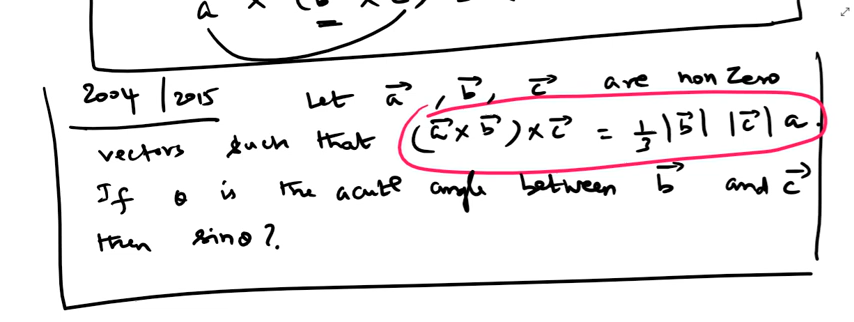 2004 | 2015 Let a⃗, b⃗, c⃗ are non Zero
vectors such that (a⃗ × b⃗) × c⃗ = 1/3 |b⃗| |c⃗| a.
If θ is the acute angle between b⃗ and c⃗
then sinθ?.